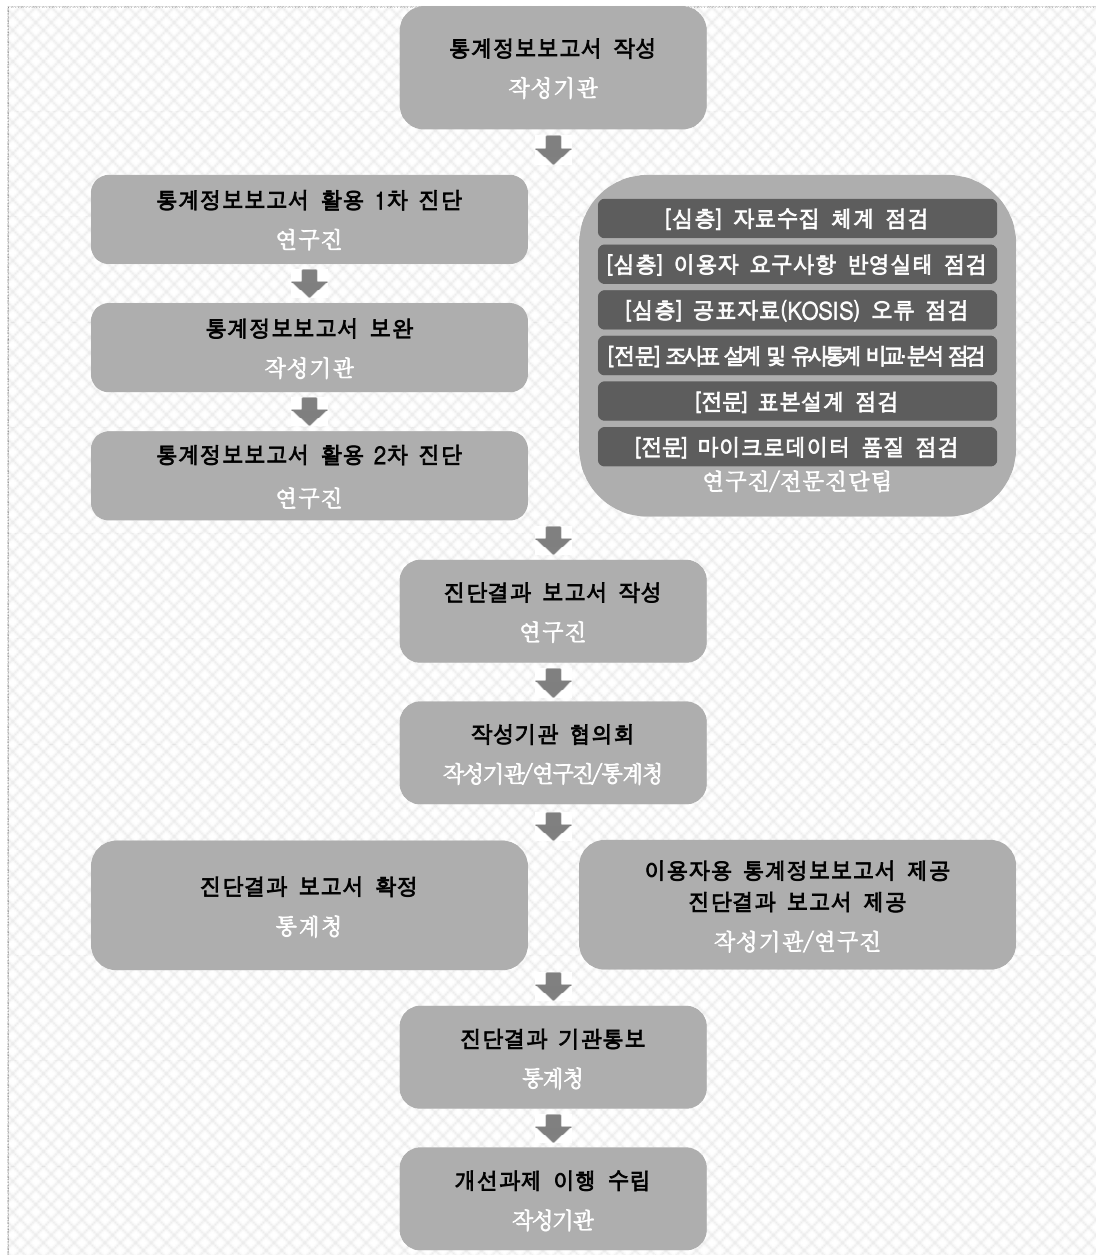 통계정보보고서 작성
작성기관
통계정보보고서 활용 1차 진단
연구진
통계정보보고서 보완
작성기관
통계정보보고서 활용 2차 진단
연구진
[심층] 자료수집 체계 점검
[심층] 이용자 요구사항 반영실태 점검
[심층] 공표자료(KOSIS) 오류 점검
[전문] 조사표 설계 및 유사통계 비교·분석 점검
[전문] 표본설계 점검
[전문] 마이크로데이터 품질 점검
연구진/전문진단팀
진단결과 보고서 작성
연구진
작성기관 협의회
작성기관/연구진/통계청
진단결과 보고서 확정
통계청
이용자용 통계정보보고서 제공
진단결과 보고서 제공
작성기관/연구진
진단결과 기관통보
통계청
개선과제 이행 수립
작성기관